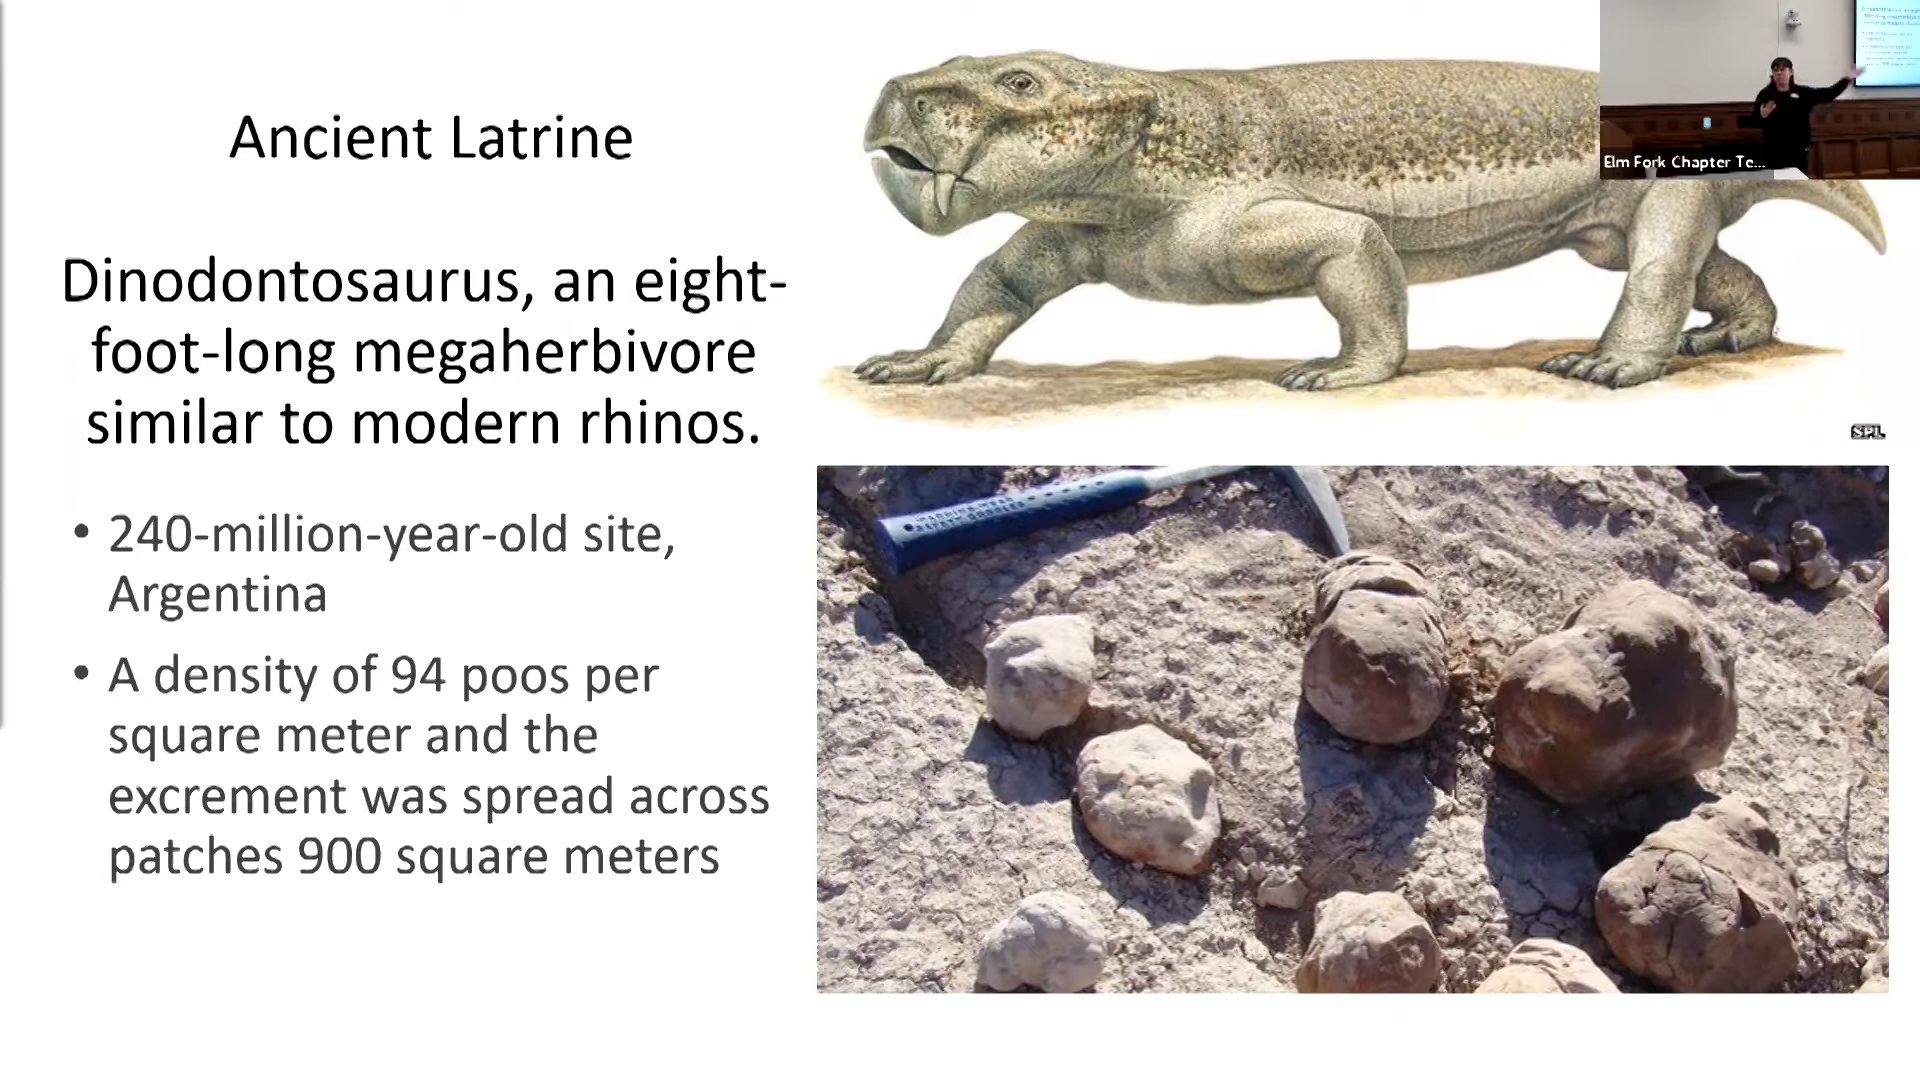 Ancient Latrine
Dinodontosaurus, an eight-
foot-long megaherbivore
similar to modern rhinos.
• 240-million-year-old site,
Argentina
• A density of 94 poos per
square meter and the
excrement was spread across
patches 900 square meters
Elm Fork Chapter Te...
SPL